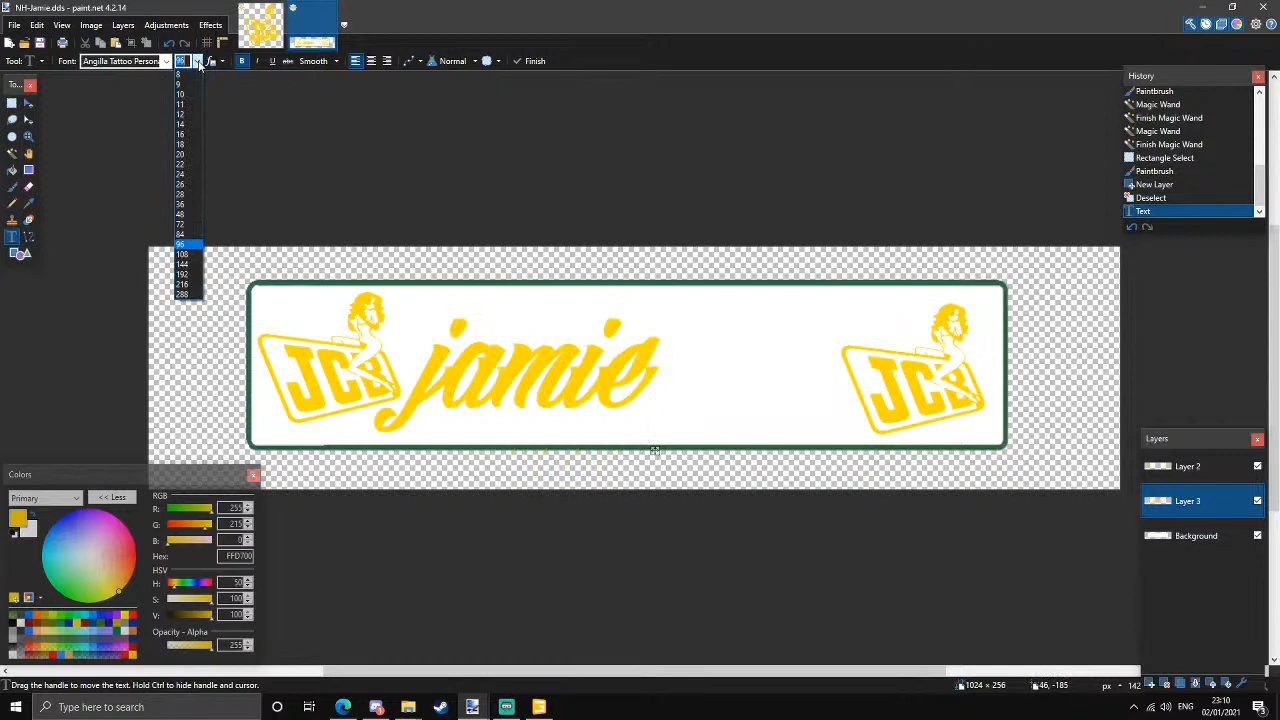 NH-Jamie.dds - paint.net 4.2.14
File Edit View Image Layers Adjustments Effects
Tool: T Font: Angilla Tattoo Person 96 B I U abc Smooth Normal Finish
8
9
10
11
12
14
16
18
20
22
24
26
28
36
48
72
84
96
108
144
192
216
288
To...
History
Paintbrush
Magic Wand
Finish Magic Wand
Magic Wand
Finish Magic Wand
Rectangle Select
Paintbrush
New Layer
Deselect
Text
JCB
jamie
JCB
Layers
Layer 2
Layer 3
Background
Colors
Primary
<< Less
RGB
R: 255
G: 215
B: 0
Hex: FFD700
HSV
H: 50
S: 100
V: 100
Opacity - Alpha
255
Drag the handle to move the text. Hold Ctrl to hide handle and cursor.
1024 × 256
46, -185
px
Type here to search
ENG
23:10